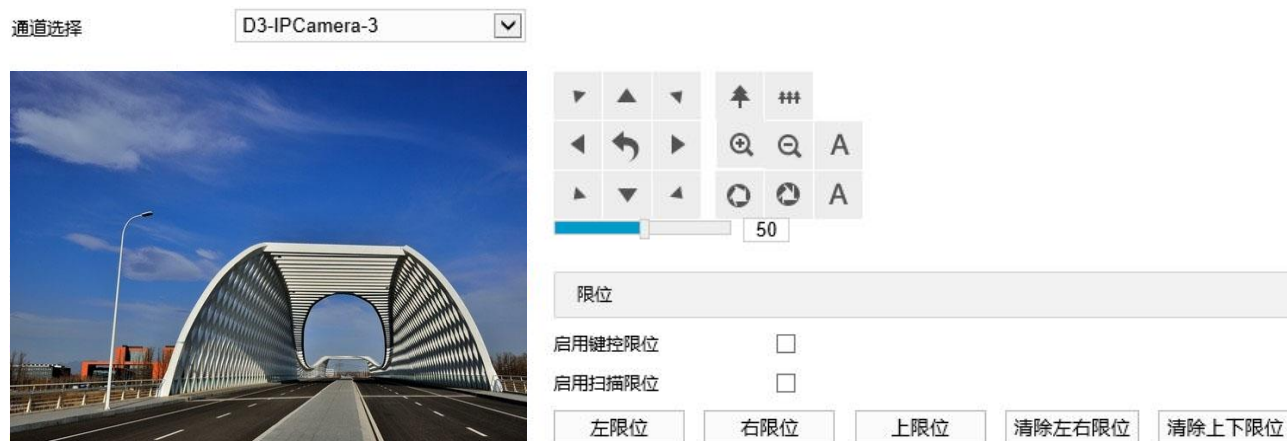 通道选择 D3-IPCamera-3
A
A
50
限位
启用键控限位
启用扫描限位
左限位 右限位 上限位 清除左右限位 清除上下限位